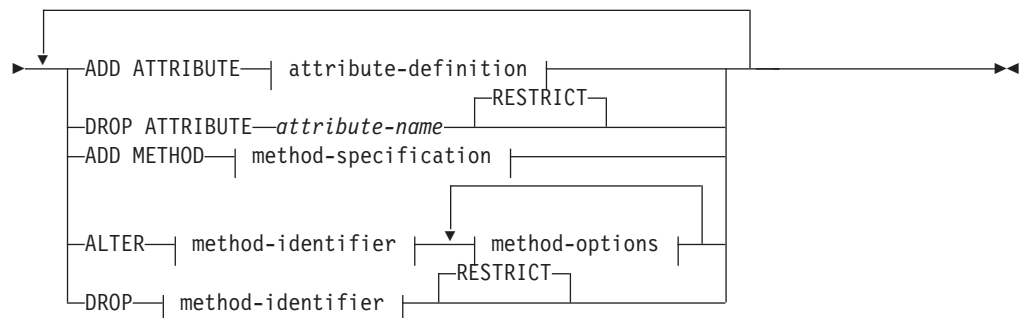 ADD ATTRIBUTE attribute-definition
RESTRICT
DROP ATTRIBUTE attribute-name
ADD METHOD method-specification
ALTER method-identifier method-options
RESTRICT
DROP method-identifier